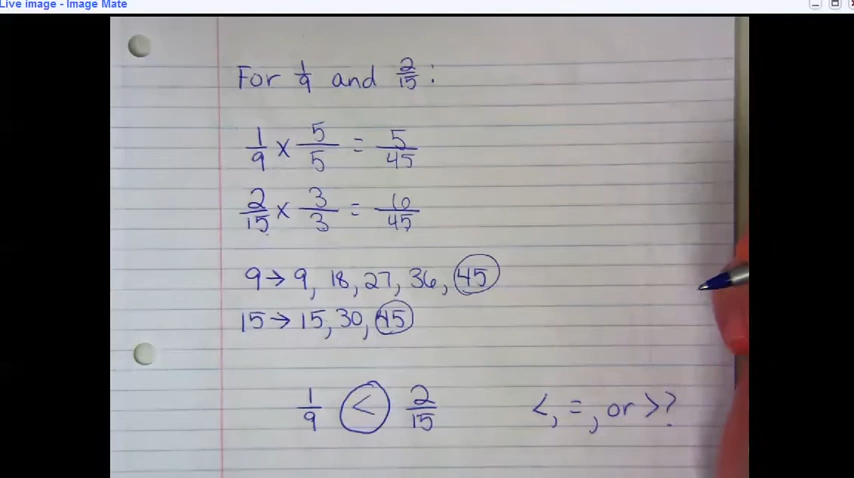 Live image - Image Mate
For 1/9 and 2/15:
1/9 x 5/5 = 5/45
2/15 x 3/3 = 10/45
9→9, 18, 27, 36, 45
15→15, 30, 45
1/9 < 2/15 <, =, or >?